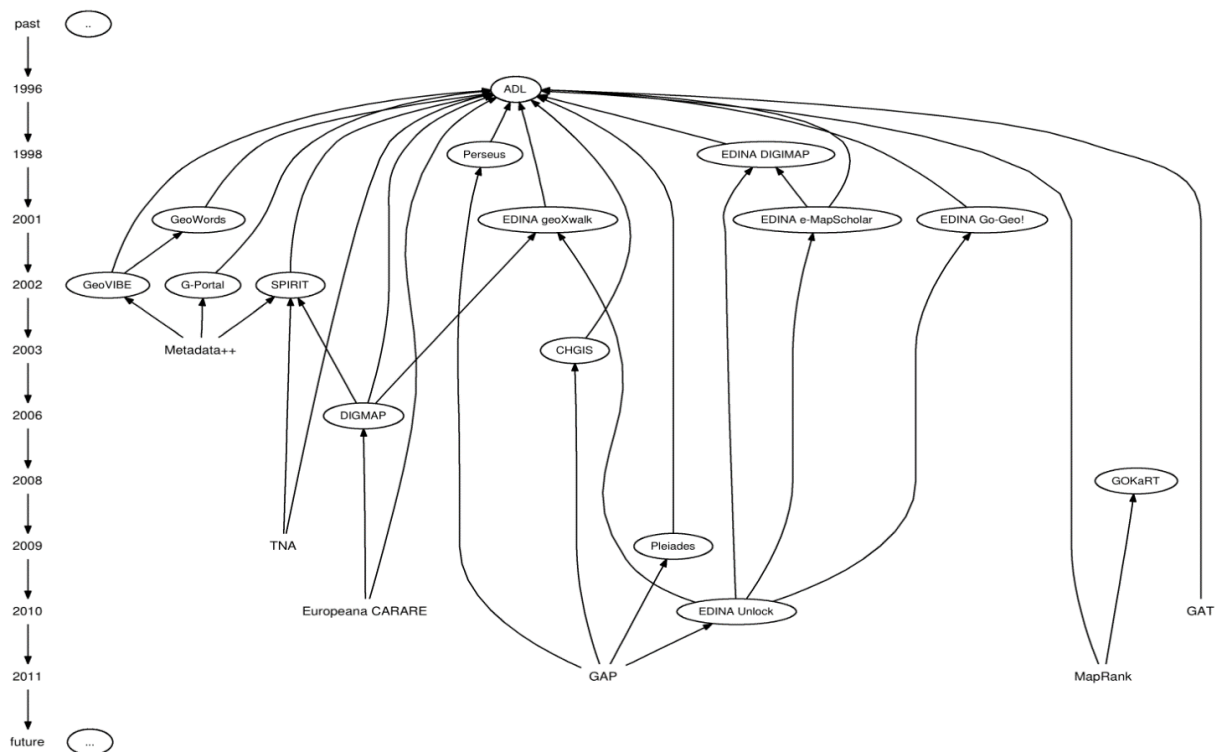 past
..
1996
ADL
1998
Perseus
EDINA DIGIMAP
2001
GeoWords
EDINA geoXwalk
EDINA e-MapScholar
EDINA Go-Geo!
2002
GeoVIBE
G-Portal
SPIRIT
2003
Metadata++
CHGIS
2006
DIGMAP
2008
GOKaRT
2009
TNA
Pleiades
2010
Europeana CARARE
EDINA Unlock
GAT
2011
GAP
MapRank
future
...